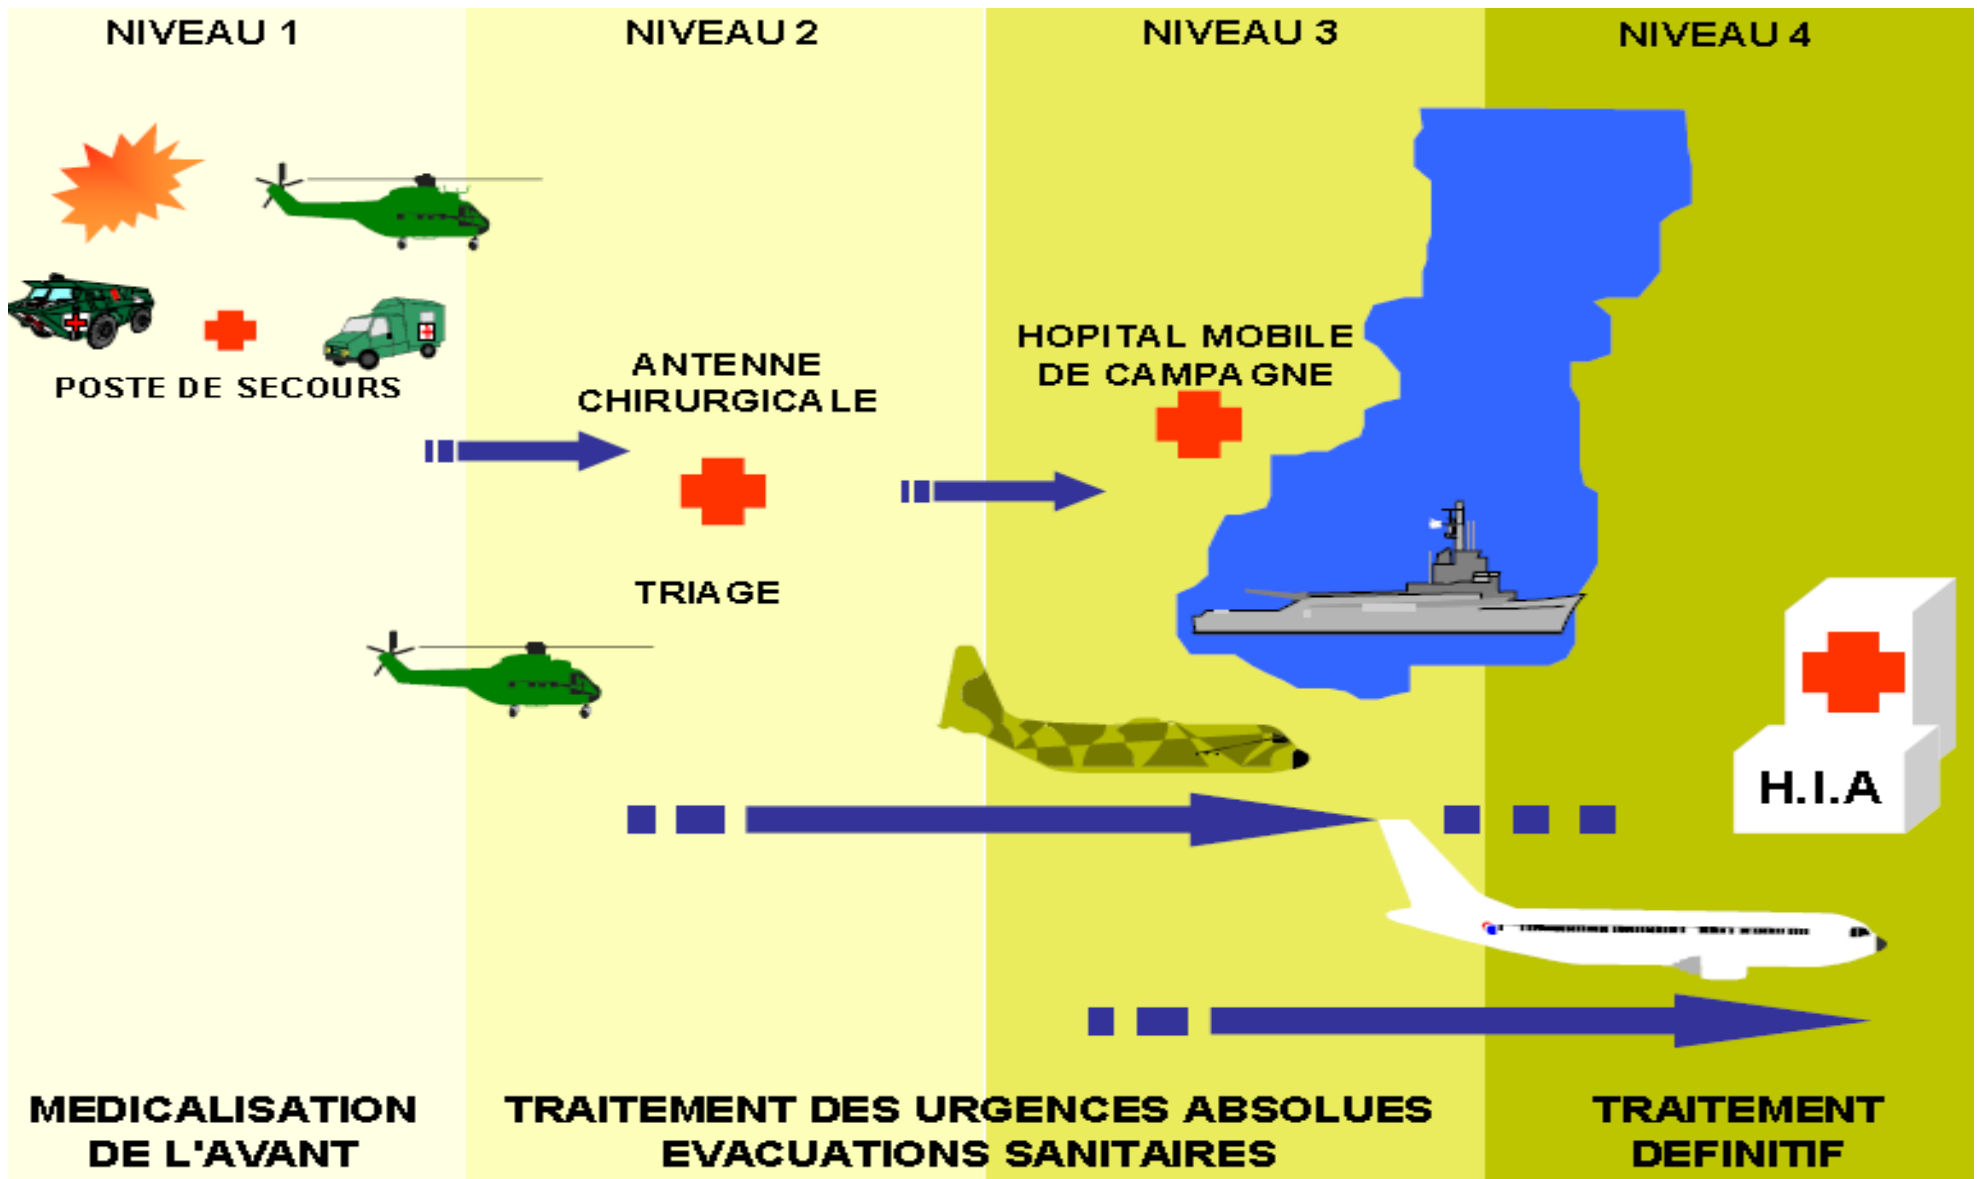 NIVEAU 1
NIVEAU 2
NIVEAU 3
NIVEAU 4
POSTE DE SECOURS
ANTENNE
CHIRURGICALE
TRIAGE
HOPITAL MOBILE
DE CAMPAGNE
H.I.A
MEDICALISATION
DE L'AVANT
TRAITEMENT DES URGENCES ABSOLUES
EVACUATIONS SANITAIRES
TRAITEMENT
DEFINITIF